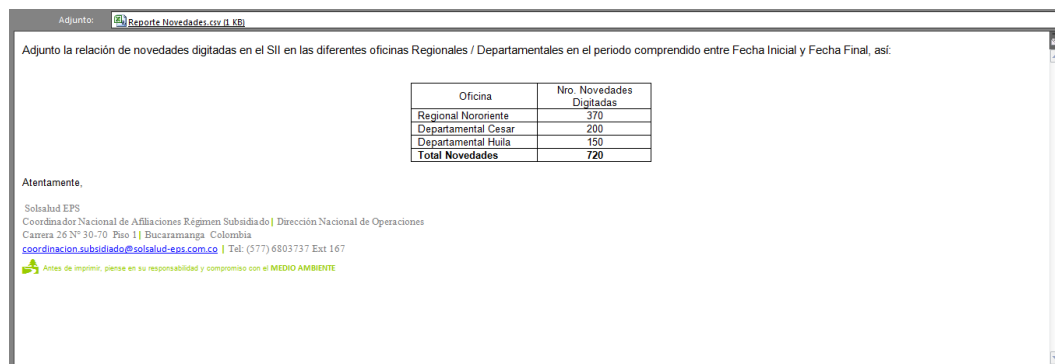 Adjunto: Reporte Novedades.csv (1 KB)
Adjunto la relación de novedades digitadas en el SII en las diferentes oficinas Regionales / Departamentales en el periodo comprendido entre Fecha Inicial y Fecha Final, así:
Oficina Nro. Novedades Digitadas
Regional Nororiente 370
Departamental Cesar 200
Departamental Huila 150
Total Novedades 720
Atentamente,
Solsalud EPS
Coordinador Nacional de Afiliaciones Régimen Subsidiado| Dirección Nacional de Operaciones
Carrera 26 N° 30-70 Piso 1| Bucaramanga Colombia
coordinacion.subsidiado@solsalud-eps.com.co | Tel: (577) 6803737 Ext 167
Antes de imprimir, piense en su responsabilidad y compromiso con el MEDIO AMBIENTE